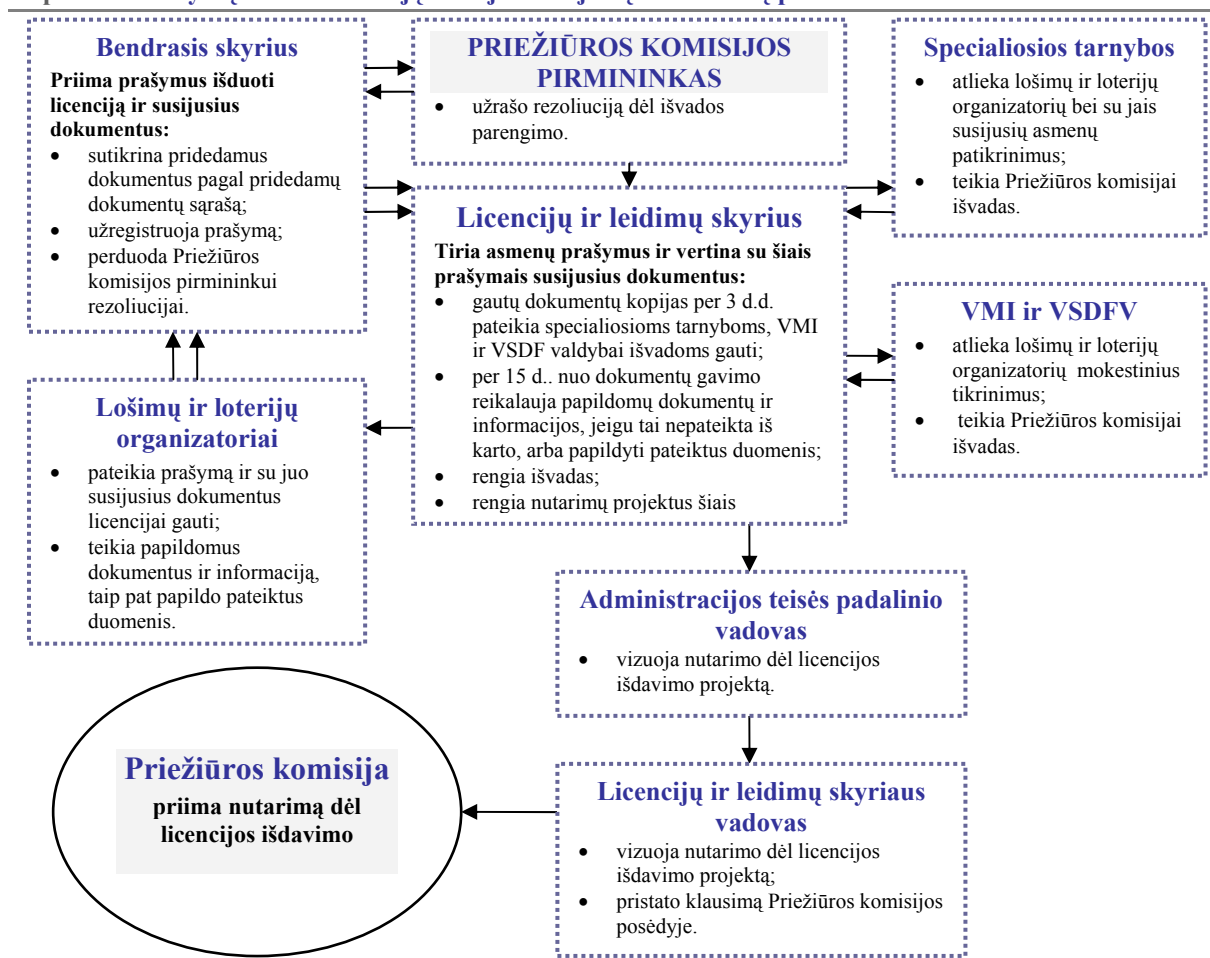 Bendrasis skyrius
Priima prašymus išduoti
licenciją ir susijusius
dokumentus:
• sutikrina pridedamus
dokumentus pagal pridedamų
dokumentų sąrašą;
• užregistruoja prašymą;
• perduoda Priežiūros
komisijos pirmininkui
rezoliucijai.
PRIEŽIŪROS KOMISIJOS
PIRMININKAS
• užrašo rezoliuciją dėl išvados
parengimo.
Specialiosios tarnybos
• atlieka lošimų ir loterijų
organizatorių bei su jais
susijusių asmenų
patikrinimus;
• teikia Priežiūros komisijai
išvadas.
Licencijų ir leidimų skyrius
Tiria asmenų prašymus ir vertina su šiais
prašymais susijusius dokumentus:
• gautų dokumentų kopijas per 3 d.d.
pateikia specialiosioms tarnyboms, VMI
ir VSDF valdybai išvadoms gauti;
• per 15 d.. nuo dokumentų gavimo
reikalauja papildomų dokumentų ir
informacijos, jeigu tai nepateikta iš
karto, arba papildyti pateiktus duomenis;
• rengia išvadas;
• rengia nutarimų projektus šiais
VMI ir VSDFV
• atlieka lošimų ir loterijų
organizatorių mokestinius
tikrinimus;
• teikia Priežiūros komisijai
išvadas.
Lošimų ir loterijų
organizatoriai
• pateikia prašymą ir su juo
susijusius dokumentus
licencijai gauti;
• teikia papildomus
dokumentus ir informaciją,
taip pat papildo pateiktus
duomenis.
Administracijos teisės padalinio
vadovas
• vizuoja nutarimo dėl licencijos
išdavimo projektą.
Priežiūros komisija
priima nutarimą dėl
licencijos išdavimo
Licencijų ir leidimų skyriaus
vadovas
• vizuoja nutarimo dėl licencijos
išdavimo projektą;
• pristato klausimą Priežiūros komisijos
posėdyje.